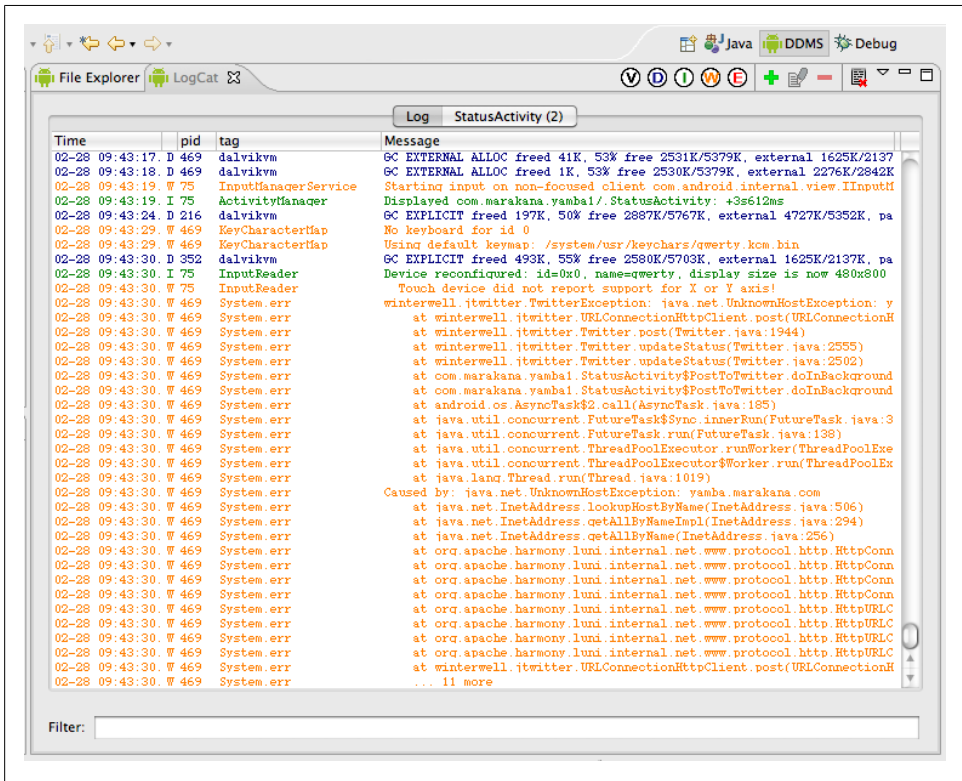 Java DDMS Debug
File Explorer LogCat
V D I W E
Log StatusActivity (2)
Time pid tag Message
02-28 09:43:17. D 469 dalvikvm GC EXTERNAL ALLOC freed 41K, 53% free 2531K/5379K, external 1625K/2137
02-28 09:43:18. D 469 dalvikvm GC EXTERNAL ALLOC freed 1K, 53% free 2530K/5379K, external 2276K/2842K
02-28 09:43:19. W 75 InputManagerService Starting input on non-focused client com.android.internal.view.IInputM
02-28 09:43:19. I 75 ActivityManager Displayed com.marakana.yamba1/.StatusActivity: +3s612ms
02-28 09:43:24. D 216 dalvikvm GC EXPLICIT freed 197K, 50% free 2887K/5767K, external 4727K/5352K, pa
02-28 09:43:29. W 469 KeyCharacterMap No keyboard for id 0
02-28 09:43:29. W 469 KeyCharacterMap Using default keymap: /system/usr/keychars/qwerty.kcm.bin
02-28 09:43:30. D 352 dalvikvm GC EXPLICIT freed 493K, 55% free 2580K/5703K, external 1625K/2137K, pa
02-28 09:43:30. I 75 InputReader Device reconfigured: id=0x0, name=qwerty, display size is now 480x800
02-28 09:43:30. W 75 InputReader Touch device did not report support for X or Y axis!
02-28 09:43:30. W 469 System.err winterwell.jtwitter.TwitterException: java.net.UnknownHostException: y
02-28 09:43:30. W 469 System.err at winterwell.jtwitter.URLConnectionHttpClient.post(URLConnectionH
02-28 09:43:30. W 469 System.err at winterwell.jtwitter.Twitter.post(Twitter.java:1944)
02-28 09:43:30. W 469 System.err at winterwell.jtwitter.Twitter.updateStatus(Twitter.java:2555)
02-28 09:43:30. W 469 System.err at winterwell.jtwitter.Twitter.updateStatus(Twitter.java:2502)
02-28 09:43:30. W 469 System.err at com.marakana.yamba1.StatusActivity$PostToTwitter.doInBackground
02-28 09:43:30. W 469 System.err at com.marakana.yamba1.StatusActivity$PostToTwitter.doInBackground
02-28 09:43:30. W 469 System.err at android.os.AsyncTask$2.call(AsyncTask.java:185)
02-28 09:43:30. W 469 System.err at java.util.concurrent.FutureTask$Sync.innerRun(FutureTask.java:3
02-28 09:43:30. W 469 System.err at java.util.concurrent.FutureTask.run(FutureTask.java:138)
02-28 09:43:30. W 469 System.err at java.util.concurrent.ThreadPoolExecutor.runWorker(ThreadPoolExe
02-28 09:43:30. W 469 System.err at java.util.concurrent.ThreadPoolExecutor$Worker.run(ThreadPoolEx
02-28 09:43:30. W 469 System.err at java.lang.Thread.run(Thread.java:1019)
02-28 09:43:30. W 469 System.err Caused by: java.net.UnknownHostException: yamba.marakana.com
02-28 09:43:30. W 469 System.err at java.net.InetAddress.lookupHostByName(InetAddress.java:506)
02-28 09:43:30. W 469 System.err at java.net.InetAddress.getAllByNameImpl(InetAddress.java:294)
02-28 09:43:30. W 469 System.err at java.net.InetAddress.getAllByName(InetAddress.java:256)
02-28 09:43:30. W 469 System.err at org.apache.harmony.luni.internal.net.www.protocol.http.HttpConn
02-28 09:43:30. W 469 System.err at org.apache.harmony.luni.internal.net.www.protocol.http.HttpConn
02-28 09:43:30. W 469 System.err at org.apache.harmony.luni.internal.net.www.protocol.http.HttpConn
02-28 09:43:30. W 469 System.err at org.apache.harmony.luni.internal.net.www.protocol.http.HttpURLC
02-28 09:43:30. W 469 System.err at org.apache.harmony.luni.internal.net.www.protocol.http.HttpURLC
02-28 09:43:30. W 469 System.err at org.apache.harmony.luni.internal.net.www.protocol.http.HttpURLC
02-28 09:43:30. W 469 System.err at org.apache.harmony.luni.internal.net.www.protocol.http.HttpURLC
02-28 09:43:30. W 469 System.err at winterwell.jtwitter.URLConnectionHttpClient.post(URLConnectionH
02-28 09:43:30. W 469 System.err ... 11 more
Filter: